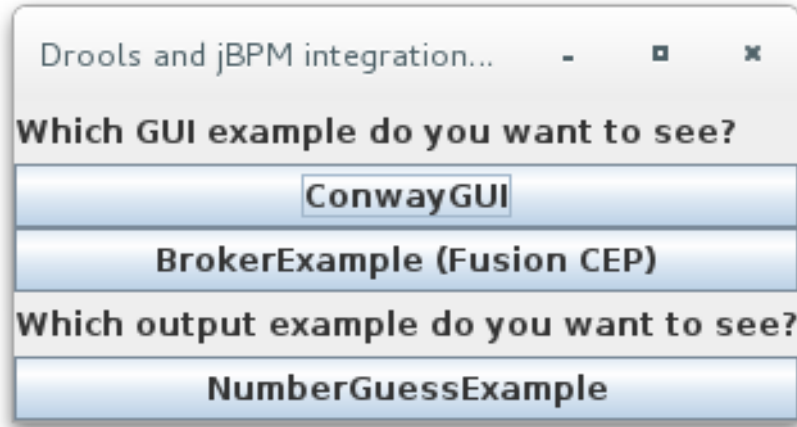 Drools and jBPM integration...
Which GUI example do you want to see?
ConwayGUI
BrokerExample (Fusion CEP)
Which output example do you want to see?
NumberGuessExample